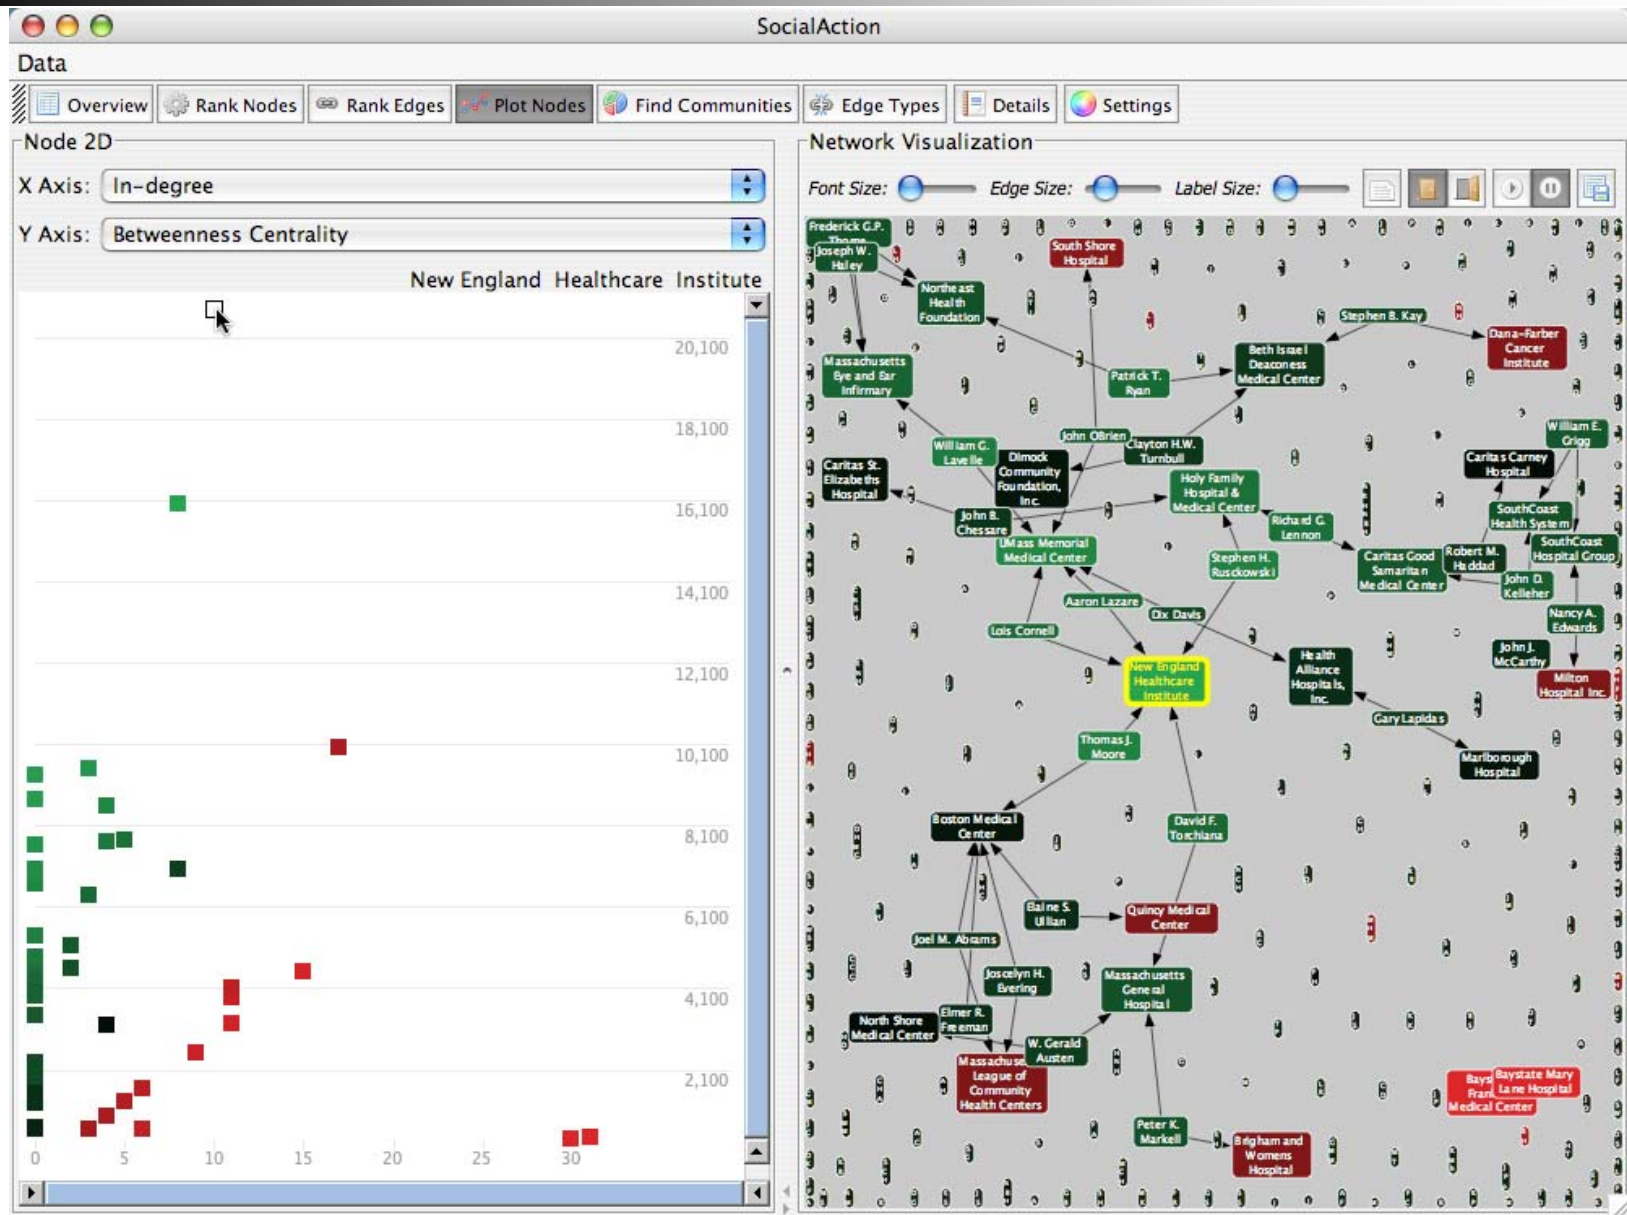 SocialAction
Data
Overview
Rank Nodes
Rank Edges
Plot Nodes
Find Communities
Edge Types
Details
Settings
Node 2D
X Axis:
In-degree
Y Axis:
Betweenness Centrality
New England Healthcare Institute
20,100
18,100
16,100
14,100
12,100
10,100
8,100
6,100
4,100
2,100
0
5
10
15
20
25
30
Network Visualization
Font Size:
Edge Size:
Label Size:
Frederick G.P.
Joseph W.
Haley
South Shore
Hospital
Northeast
Health
Foundation
Stephen B. Kay
Dana-Farber
Cancer
Institute
Massachusetts
Eye and Ear
Infirmary
Beth Israel
Deaconess
Medical Center
Patrick T.
Ryan
William G.
Lavelle
John OBrien
Clayton H.W.
Turnbull
William E.
Grigg
Caritas St.
Elizabeths
Hospital
Dimock
Community
Foundation,
Inc.
Caritas Carney
Hospital
Holy Family
Hospital &
Medical Center
John B.
Chessare
Richard G.
Lennon
SouthCoast
Health System
UMass Memorial
Medical Center
Stephen H.
Rusckowski
Caritas Good
Samaritan
Medical Center
Robert M.
Haddad
SouthCoast
Hospital Group
John D.
Kelleher
Aaron Lazare
Dix Davis
Lois Cornell
Nancy A.
Edwards
New England
Healthcare
Institute
Health
Alliance
Hospitals,
Inc.
John J.
McCarthy
Milton
Hospital Inc.
Gary Lapidas
Thomas J.
Moore
Marlborough
Hospital
Boston Medical
Center
David F.
Torchiana
Elaine S.
Ullian
Quincy Medical
Center
Joel M. Abrams
Joscelyn H.
Evering
Massachusetts
General
Hospital
North Shore
Medical Center
Elmer R.
Freeman
W. Gerald
Austen
Massachuse
League of
Community
Health Centers
Bays
Fran
Medical Center
Baystate Mary
Lane Hospital
Peter K.
Markell
Brigham and
Womens
Hospital